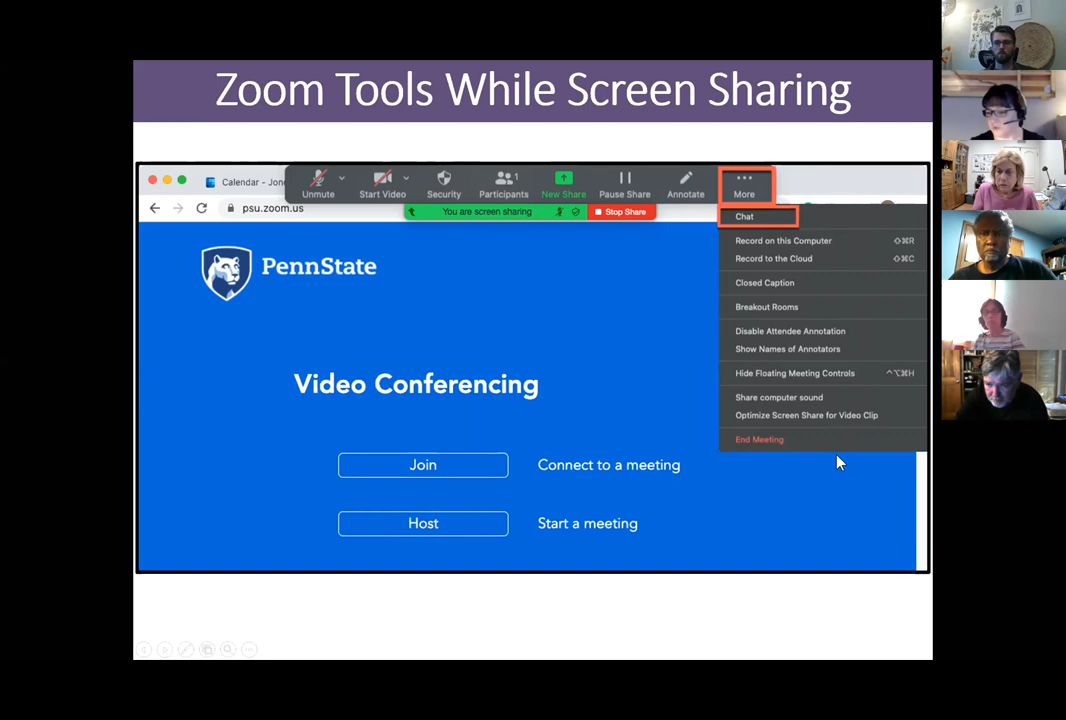 Zoom Tools While Screen Sharing
Calendar - Jone
Unmute
Start Video
Security
1
Participants
New Share
Pause Share
Annotate
More
psu.zoom.us
You are screen sharing
Stop Share
Chat
Record on this Computer ⇧⌘R
Record to the Cloud ⇧⌘C
Closed Caption
Breakout Rooms
Disable Attendee Annotation
Show Names of Annotators
Hide Floating Meeting Controls ^⌥⌘H
Share computer sound
Optimize Screen Share for Video Clip
End Meeting
PennState
Video Conferencing
Join Connect to a meeting
Host Start a meeting